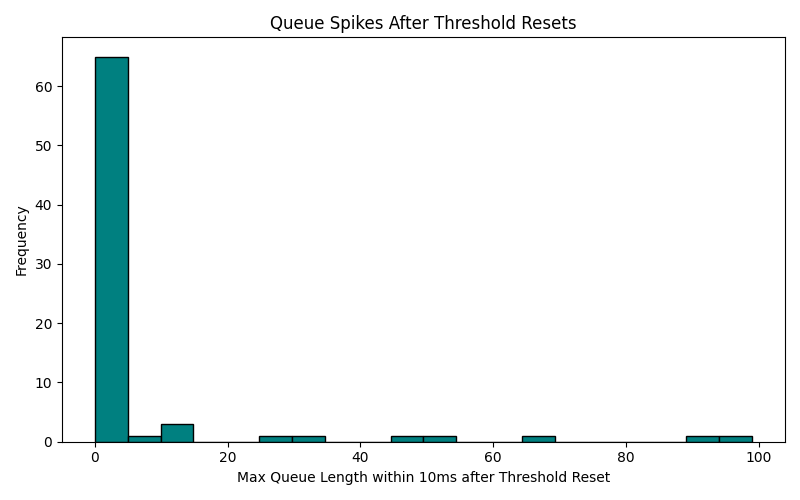 Queue Spikes After Threshold Resets
60
50
40
30
20
10
0
Frequency
0 20 40 60 80 100
Max Queue Length within 10ms after Threshold Reset